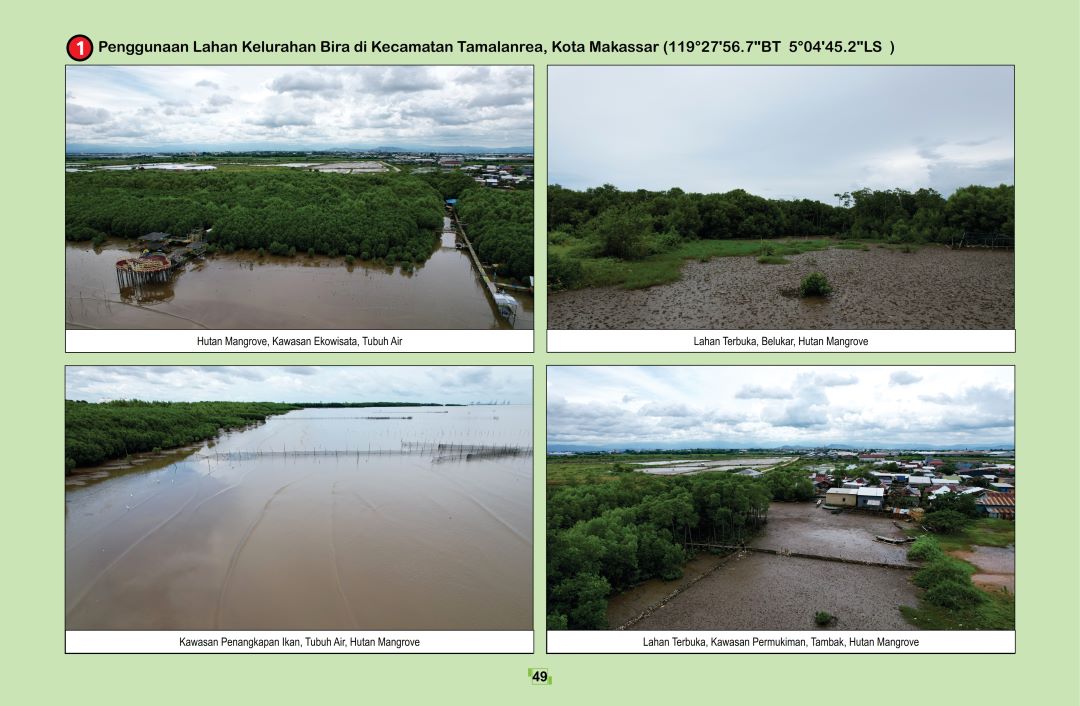 1 Penggunaan Lahan Kelurahan Bira di Kecamatan Tamalanrea, Kota Makassar (119°27'56.7"BT 5°04'45.2"LS )
Hutan Mangrove, Kawasan Ekowisata, Tubuh Air
Lahan Terbuka, Belukar, Hutan Mangrove
Kawasan Penangkapan Ikan, Tubuh Air, Hutan Mangrove
Lahan Terbuka, Kawasan Permukiman, Tambak, Hutan Mangrove
49